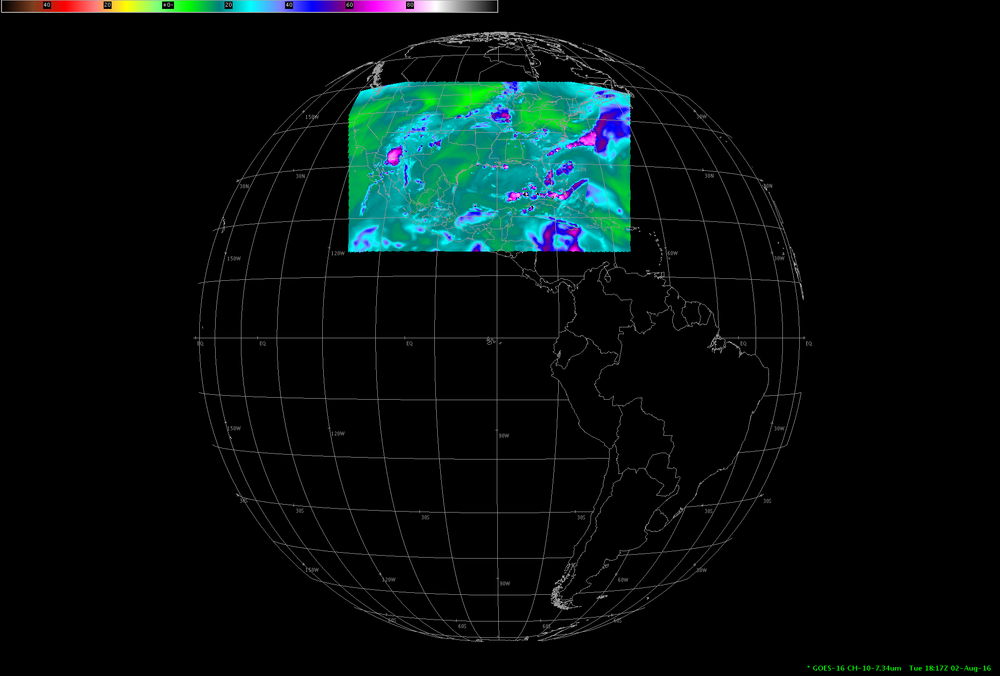 40 20 +0- 20 40 60 80
150W 30W
30N 30N 30N
30N 30N
120W 60W
150W 30W
EQ EQ EQ EQ EQ
150W 30W
120W 90W
30S 30S
30S 30S
30S 30S
150W 30W
120W 60W
90W
60S 60S
60S 60S
* GOES-16 CH-10-7.34um Tue 18:17Z 02-Aug-16